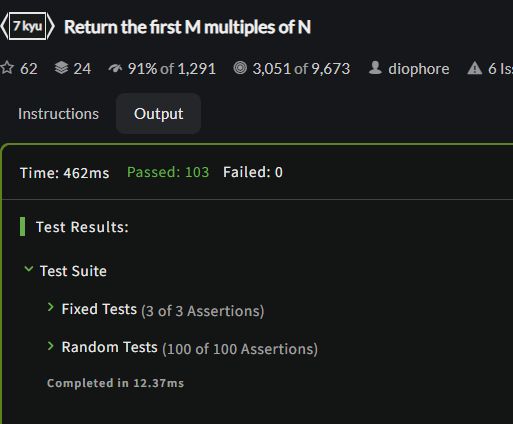 7 kyu Return the first M multiples of N
62 24 91% of 1,291 3,051 of 9,673 diophore 6 Is
Instructions Output
Time: 462ms Passed: 103 Failed: 0
Test Results:
Test Suite
Fixed Tests (3 of 3 Assertions)
Random Tests (100 of 100 Assertions)
Completed in 12.37ms